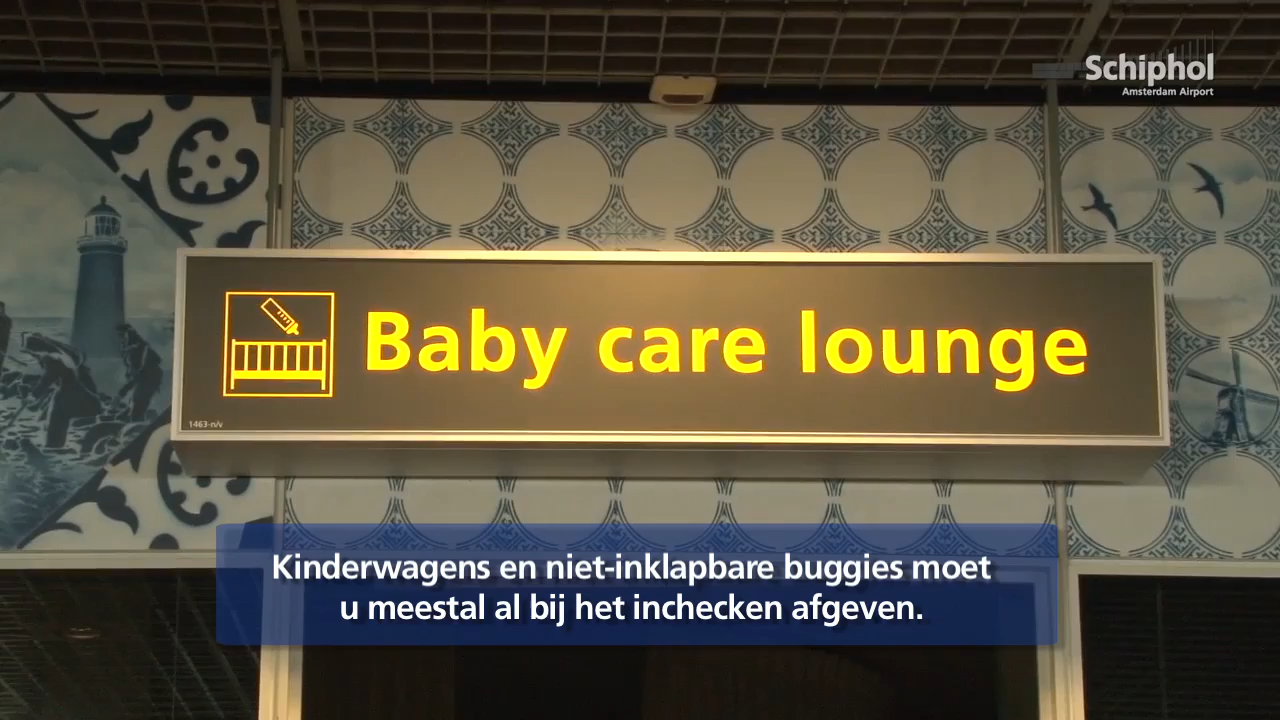 Schiphol
Amsterdam Airport
Baby care lounge
1463-n/v
Kinderwagens en niet-inklapbare buggies moet
u meestal al bij het inchecken afgeven.